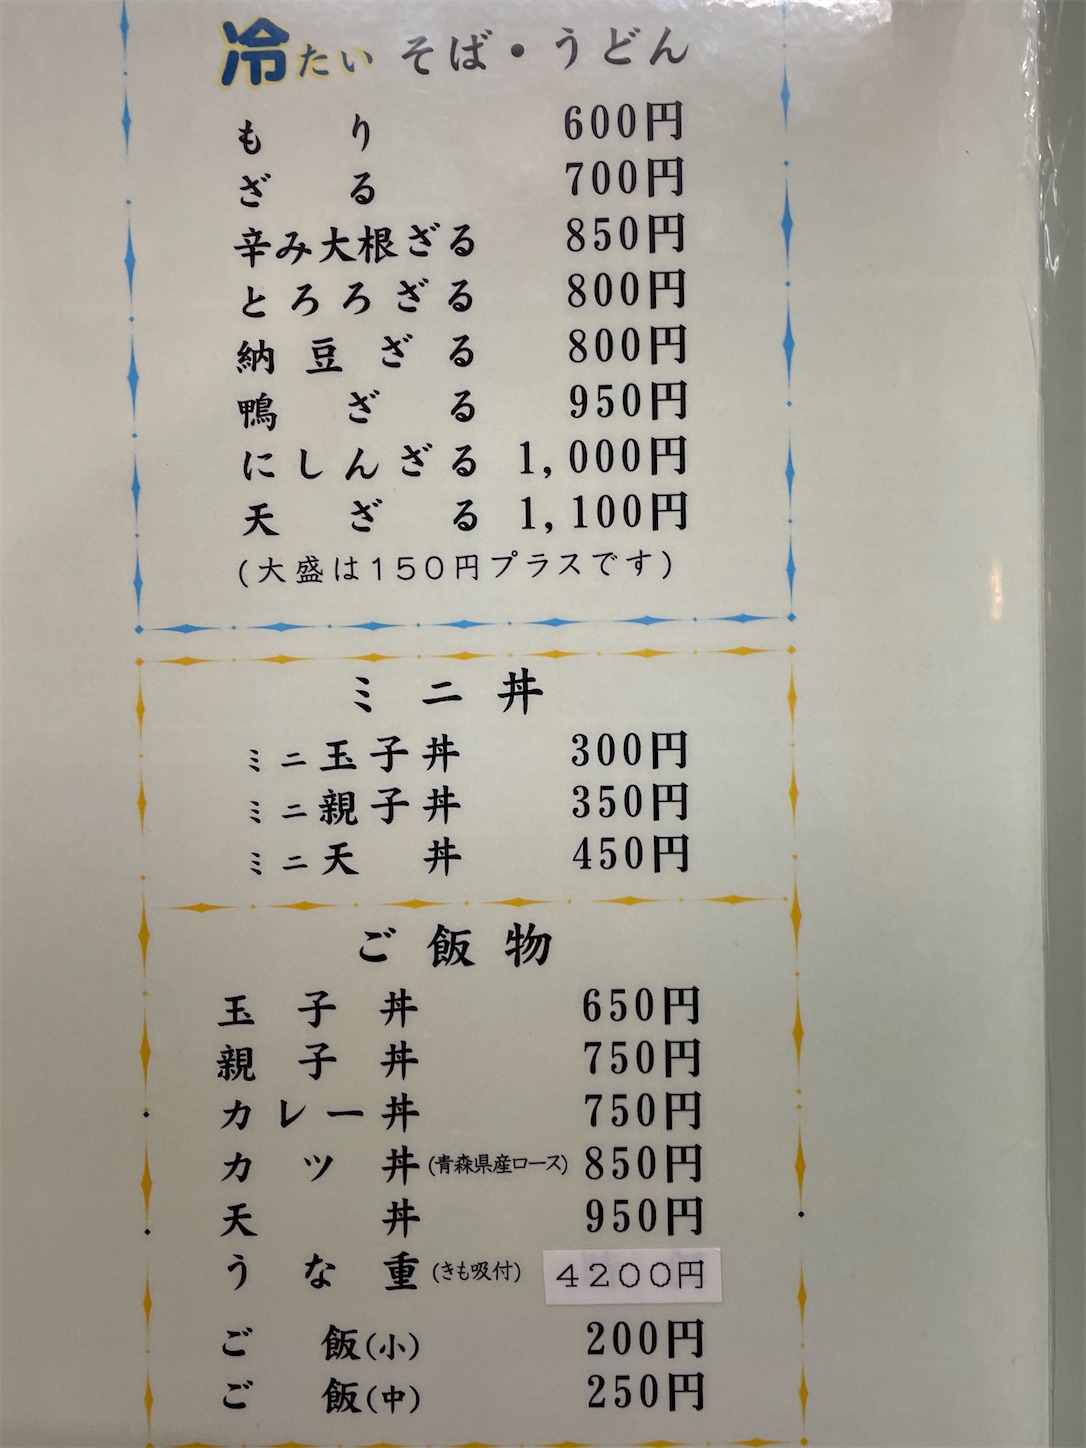 冷たい そば・うどん
もり 600円
ざる 700円
辛み大根ざる 850円
とろろざる 800円
納豆ざる 800円
鴨ざる 950円
にしんざる 1,000円
天ざる 1,100円
(大盛は150円プラスです)
ミニ丼
ミニ玉子丼 300円
ミニ親子丼 350円
ミニ天丼 450円
ご飯物
玉子丼 650円
親子丼 750円
カレー丼 750円
カツ丼(青森県産ロース) 850円
天丼 950円
うな重(きも吸付) 4200円
ご飯(小) 200円
ご飯(中) 250円